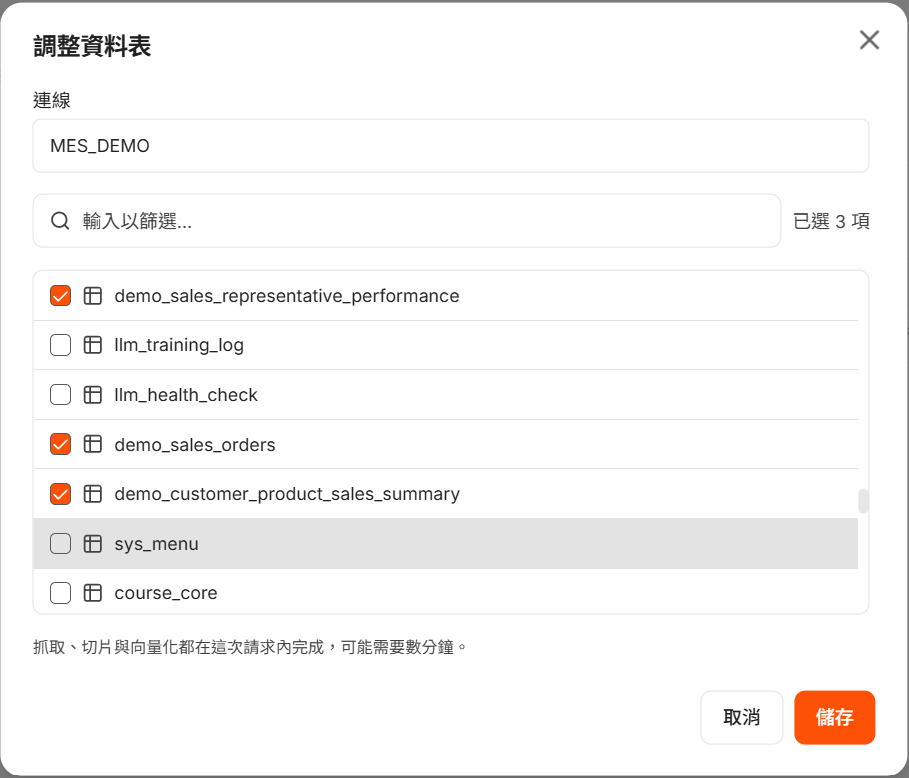 調整資料表
連線
MES_DEMO
輸入以篩選...
已選 3 項
demo_sales_representative_performance
llm_training_log
llm_health_check
demo_sales_orders
demo_customer_product_sales_summary
sys_menu
course_core
抓取、切片與向量化都在這次請求內完成，可能需要數分鐘。
取消
儲存